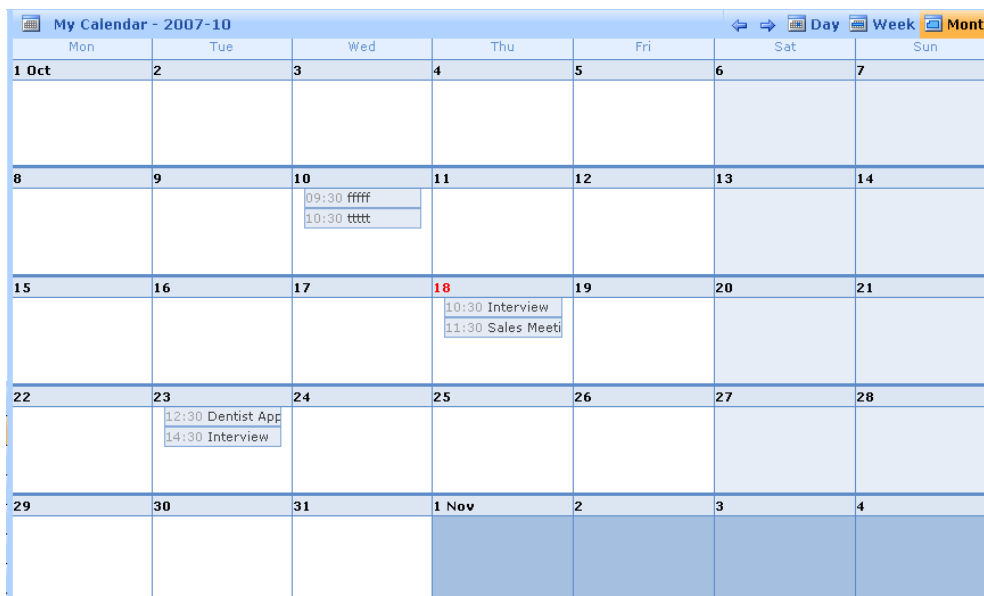 My Calendar - 2007-10 Day Week Mont
Mon Tue Wed Thu Fri Sat Sun
1 Oct 2 3 4 5 6 7
8 9 10 11 12 13 14
09:30 fffff
10:30 ttttt
15 16 17 18 19 20 21
10:30 Interview
11:30 Sales Meeti
22 23 24 25 26 27 28
12:30 Dentist App
14:30 Interview
29 30 31 1 Nov 2 3 4